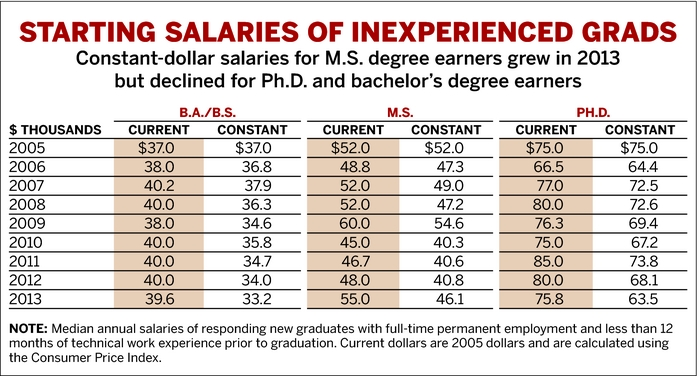 STARTING SALARIES OF INEXPERIENCED GRADS
Constant-dollar salaries for M.S. degree earners grew in 2013
but declined for Ph.D. and bachelor's degree earners
B.A./B.S. M.S. PH.D.
$ THOUSANDS CURRENT CONSTANT CURRENT CONSTANT CURRENT CONSTANT
2005 $37.0 $37.0 $52.0 $52.0 $75.0 $75.0
2006 38.0 36.8 48.8 47.3 66.5 64.4
2007 40.2 37.9 52.0 49.0 77.0 72.5
2008 40.0 36.3 52.0 47.2 80.0 72.6
2009 38.0 34.6 60.0 54.6 76.3 69.4
2010 40.0 35.8 45.0 40.3 75.0 67.2
2011 40.0 34.7 46.7 40.6 85.0 73.8
2012 40.0 34.0 48.0 40.8 80.0 68.1
2013 39.6 33.2 55.0 46.1 75.8 63.5
NOTE: Median annual salaries of responding new graduates with full-time permanent employment and less than 12
months of technical work experience prior to graduation. Current dollars are 2005 dollars and are calculated using
the Consumer Price Index.